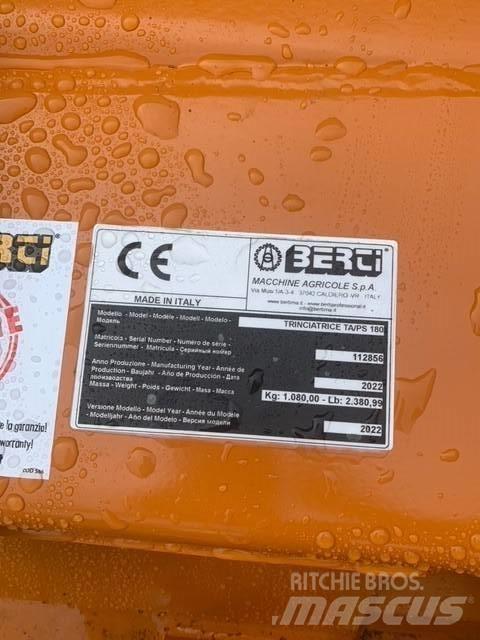 BERTI
CE
MADE IN ITALY
BERTI
MACCHINE AGRICOLE S.p.A.
Via Musi 1/A-3-4 37042 CALDIERO VR ITALY
Modello - Model - Modèle - Modell - Modelo -
Модель
TRINCIATRICE TA/PS 180
Matricola - Serial Number - Numéro de série -
Seriennummer - Matrícula - Серийный номер
112856
Anno Produzione - Manufacturing Year - Année de
Production - Baujahr - Año de Producción - Дата
производства
2022
Massa - Weight - Poids - Gewicht - Masa - Масса
Kg: 1.080,00 - Lb: 2.380,99
Versione Modello - Model Year - Année du Modèle
- Modelljahr - Año del Modelo - Версия модели
2022
la garanzia!
warranty!
RITCHIE BROS.
MASCUS